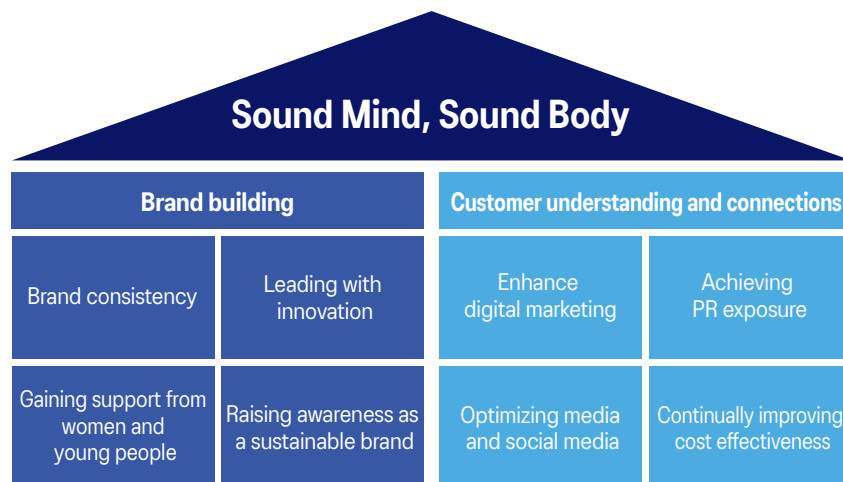 Sound Mind, Sound Body
Brand building
Customer understanding and connections
Brand consistency
Leading with
innovation
Enhance
digital marketing
Achieving
PR exposure
Gaining support from
women and
young people
Raising awareness as
a sustainable brand
Optimizing media
and social media
Continually improving
cost effectiveness